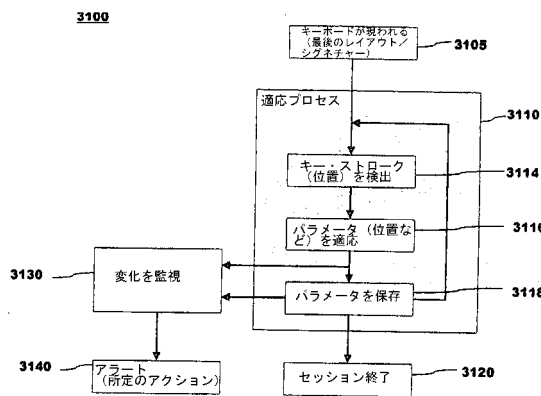 3100
キーボードが現われる
（最後のレイアウト／
シグネチャー）
3105
適応プロセス
3110
キー・ストローク
（位置）を検出
3114
パラメータ（位置な
ど）を適応
3116
3130
変化を監視
パラメータを保存
3118
3140
アラート
（所定のアクション）
セッション終了
3120